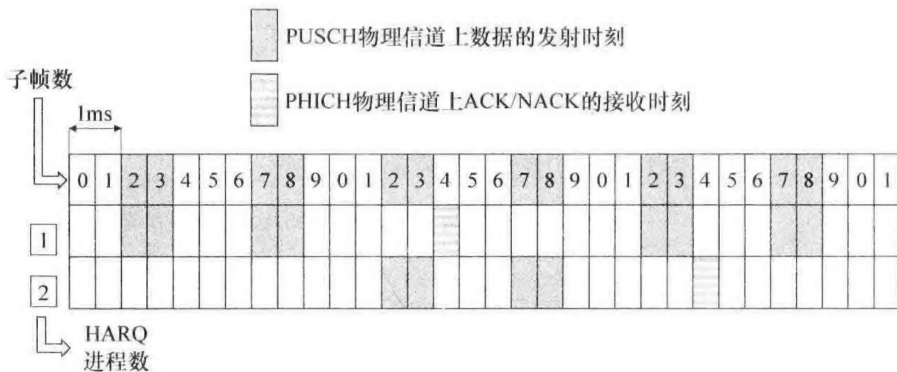 PUSCH物理信道上数据的发射时刻
PHICH物理信道上ACK/NACK的接收时刻
子帧数
1ms
0 1 2 3 4 5 6 7 8 9 0 1 2 3 4 5 6 7 8 9 0 1 2 3 4 5 6 7 8 9 0 1
1
2
HARQ
进程数